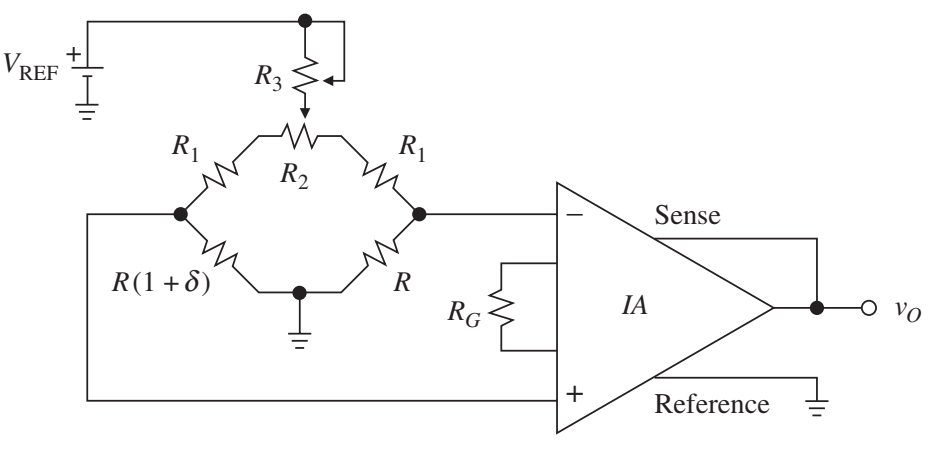 +
V_REF
R_3
R_1
R_1
R_2
−
Sense
R(1 + δ)
R
R_G
IA
v_O
+
Reference